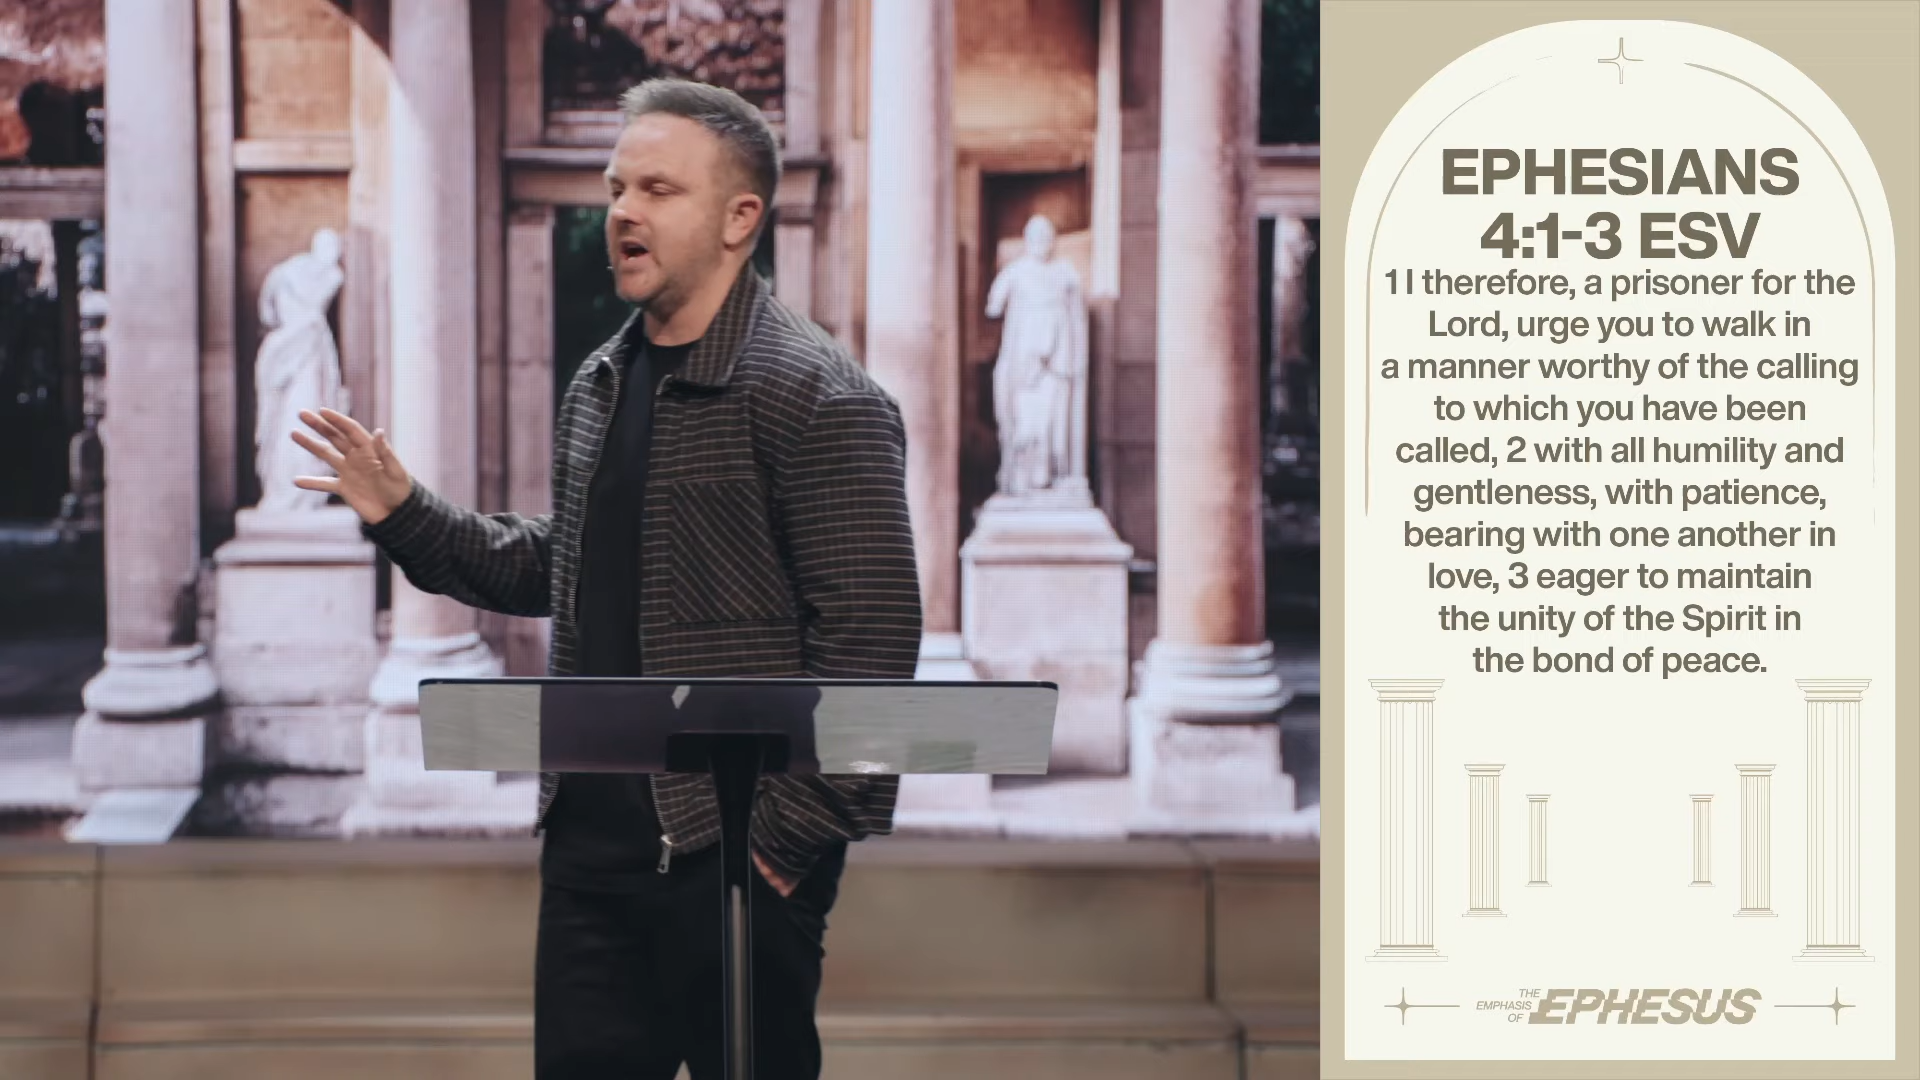 EPHESIANS
4:1-3 ESV
1 I therefore, a prisoner for the
Lord, urge you to walk in
a manner worthy of the calling
to which you have been
called, 2 with all humility and
gentleness, with patience,
bearing with one another in
love, 3 eager to maintain
the unity of the Spirit in
the bond of peace.
THE
EMPHASIS
OF
EPHESUS